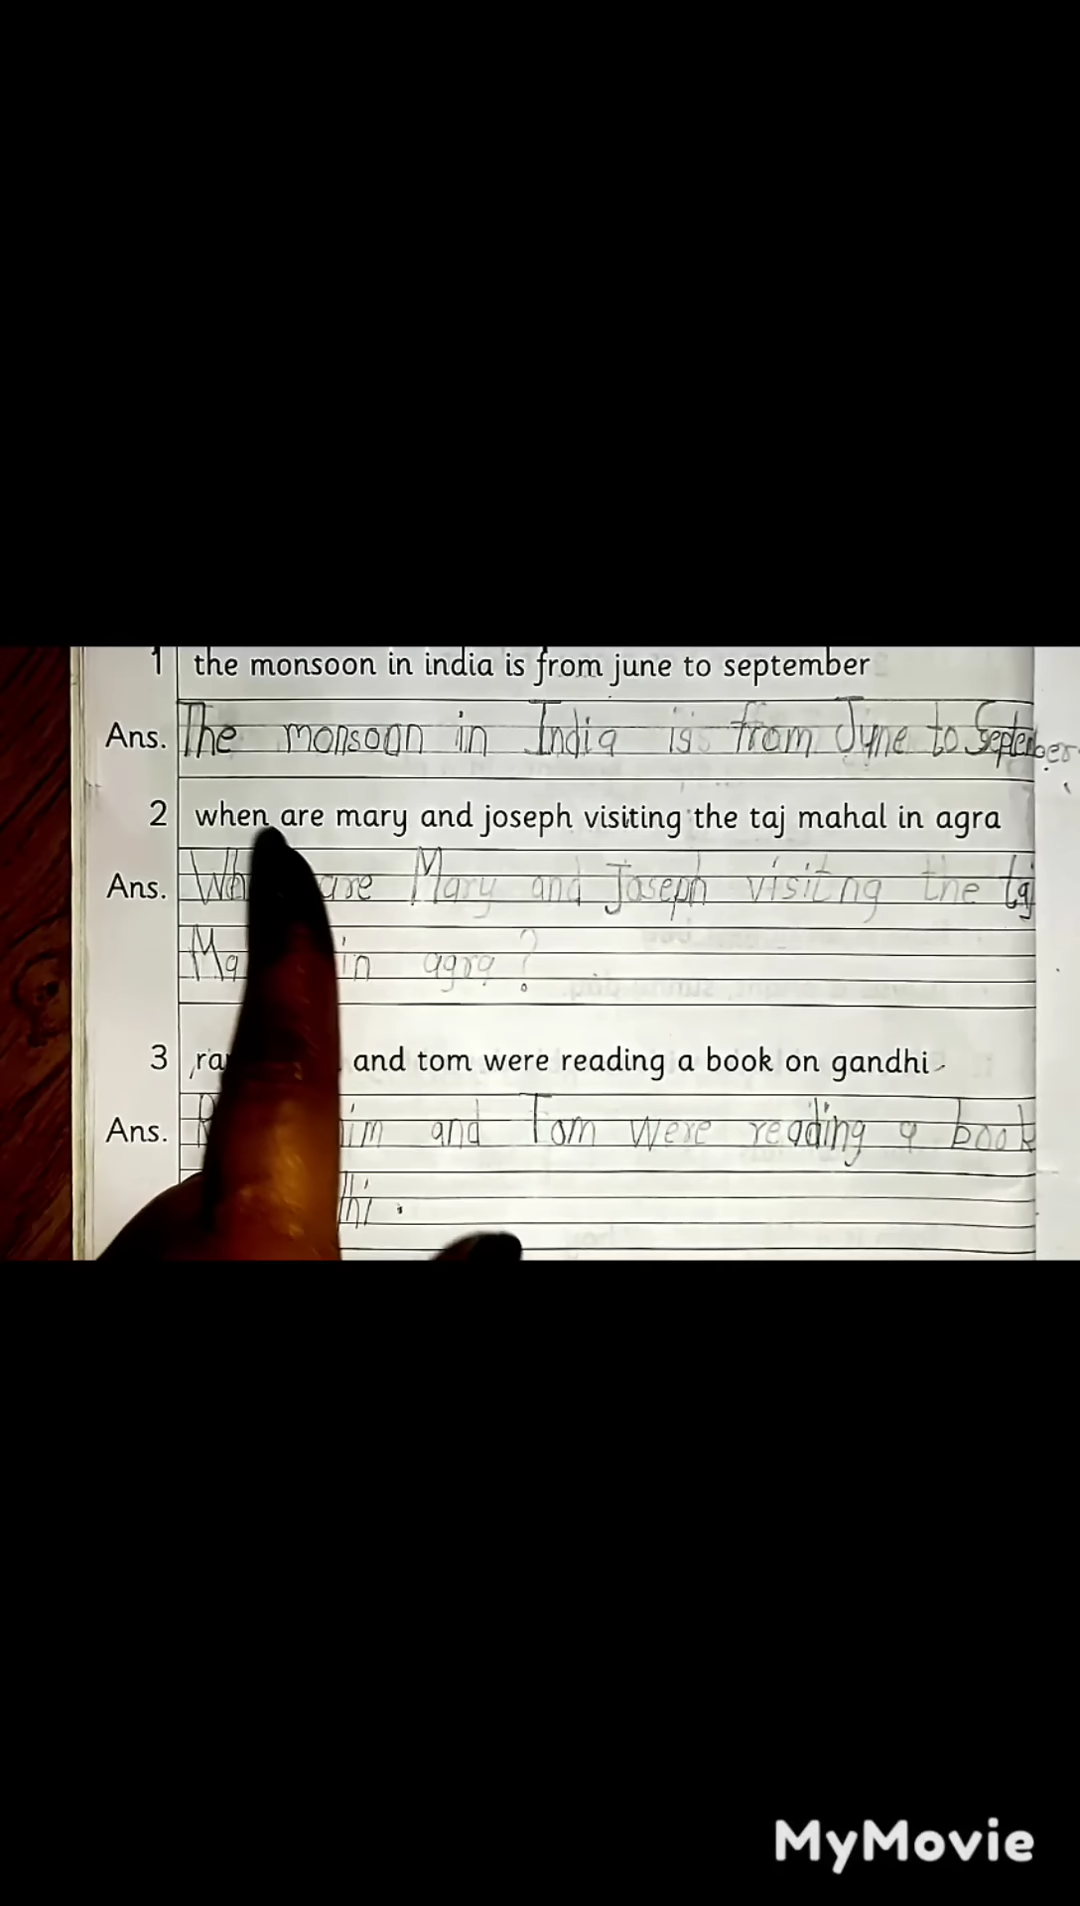 1 the monsoon in india is from june to september
Ans. The monsoon in India is from June to September
2 when are mary and joseph visiting the taj mahal in agra
Ans. are Mary and Joseph visitng the taj
in agra ?
3 and tom were reading a book on gandhi
Ans. and Tom were reading a book
MyMovie